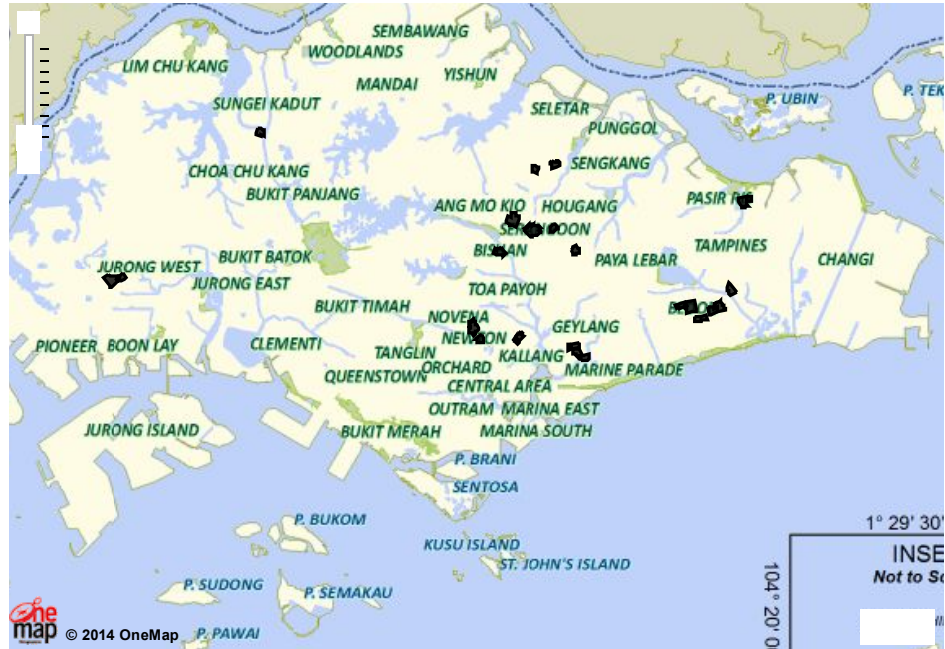 SEMBAWANG
WOODLANDS
LIM CHU KANG
YISHUN
MANDAI
P. UBIN
P. TEK
SUNGEI KADUT
SELETAR
PUNGGOL
SENGKANG
CHOA CHU KANG
BUKIT PANJANG
PASIR RIS
ANG MO KIO
HOUGANG
SERANGOON
BISHAN
TAMPINES
BUKIT BATOK
PAYA LEBAR
CHANGI
JURONG WEST
JURONG EAST
TOA PAYOH
BUKIT TIMAH
NOVENA
GEYLANG
NEWTON
PIONEER
BOON LAY
CLEMENTI
TANGLIN
KALLANG
ORCHARD
MARINE PARADE
QUEENSTOWN
CENTRAL AREA
OUTRAM
MARINA EAST
JURONG ISLAND
BUKIT MERAH
MARINA SOUTH
P. BRANI
SENTOSA
P. BUKOM
1° 29' 30'
KUSU ISLAND
INSE
ST. JOHN'S ISLAND
Not to Sc
104° 20' 0
P. SUDONG
P. SEMAKAU
one
map
© 2014 OneMap
P. PAWAI